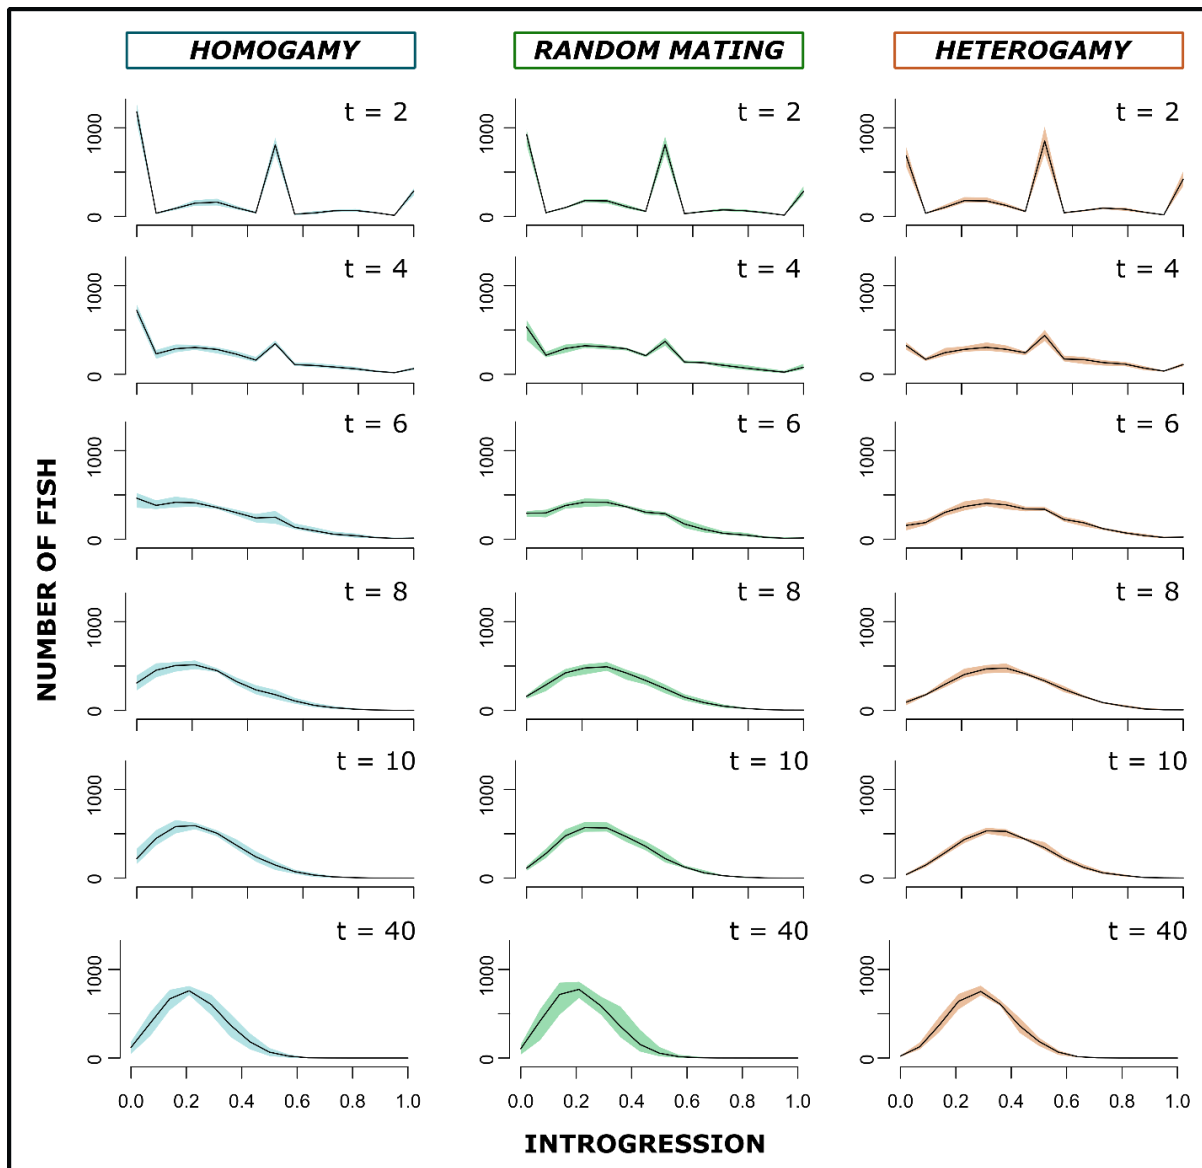 HOMOGAMY RANDOM MATING HETEROGAMY
t = 2 t = 2 t = 2
1000 1000 1000
0 0 0
t = 4 t = 4 t = 4
1000 1000 1000
0 0 0
t = 6 t = 6 t = 6
1000 1000 1000
0 0 0
NUMBER OF FISH
t = 8 t = 8 t = 8
1000 1000 1000
0 0 0
t = 10 t = 10 t = 10
1000 1000 1000
0 0 0
t = 40 t = 40 t = 40
1000 1000 1000
0 0 0
0.0 0.2 0.4 0.6 0.8 1.0 0.0 0.2 0.4 0.6 0.8 1.0 0.0 0.2 0.4 0.6 0.8 1.0
INTROGRESSION